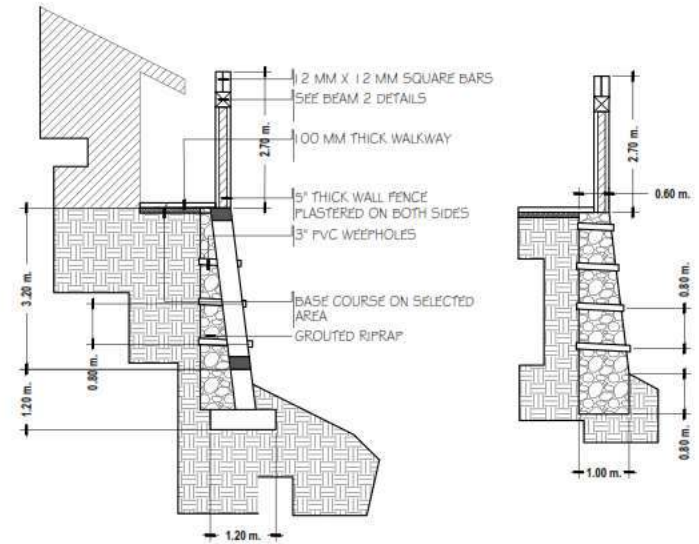 12 MM X 12 MM SQUARE BARS
SEE BEAM 2 DETAILS
100 MM THICK WALKWAY
5" THICK WALL FENCE
PLASTERED ON BOTH SIDES
3" PVC WEEPHOLES
BASE COURSE ON SELECTED
AREA
GROUTED RIPRAP
2.70 m.
3.20 m.
0.80 m.
1.20 m.
1.20 m.
2.70 m.
0.60 m.
0.80 m.
0.80 m.
1.00 m.